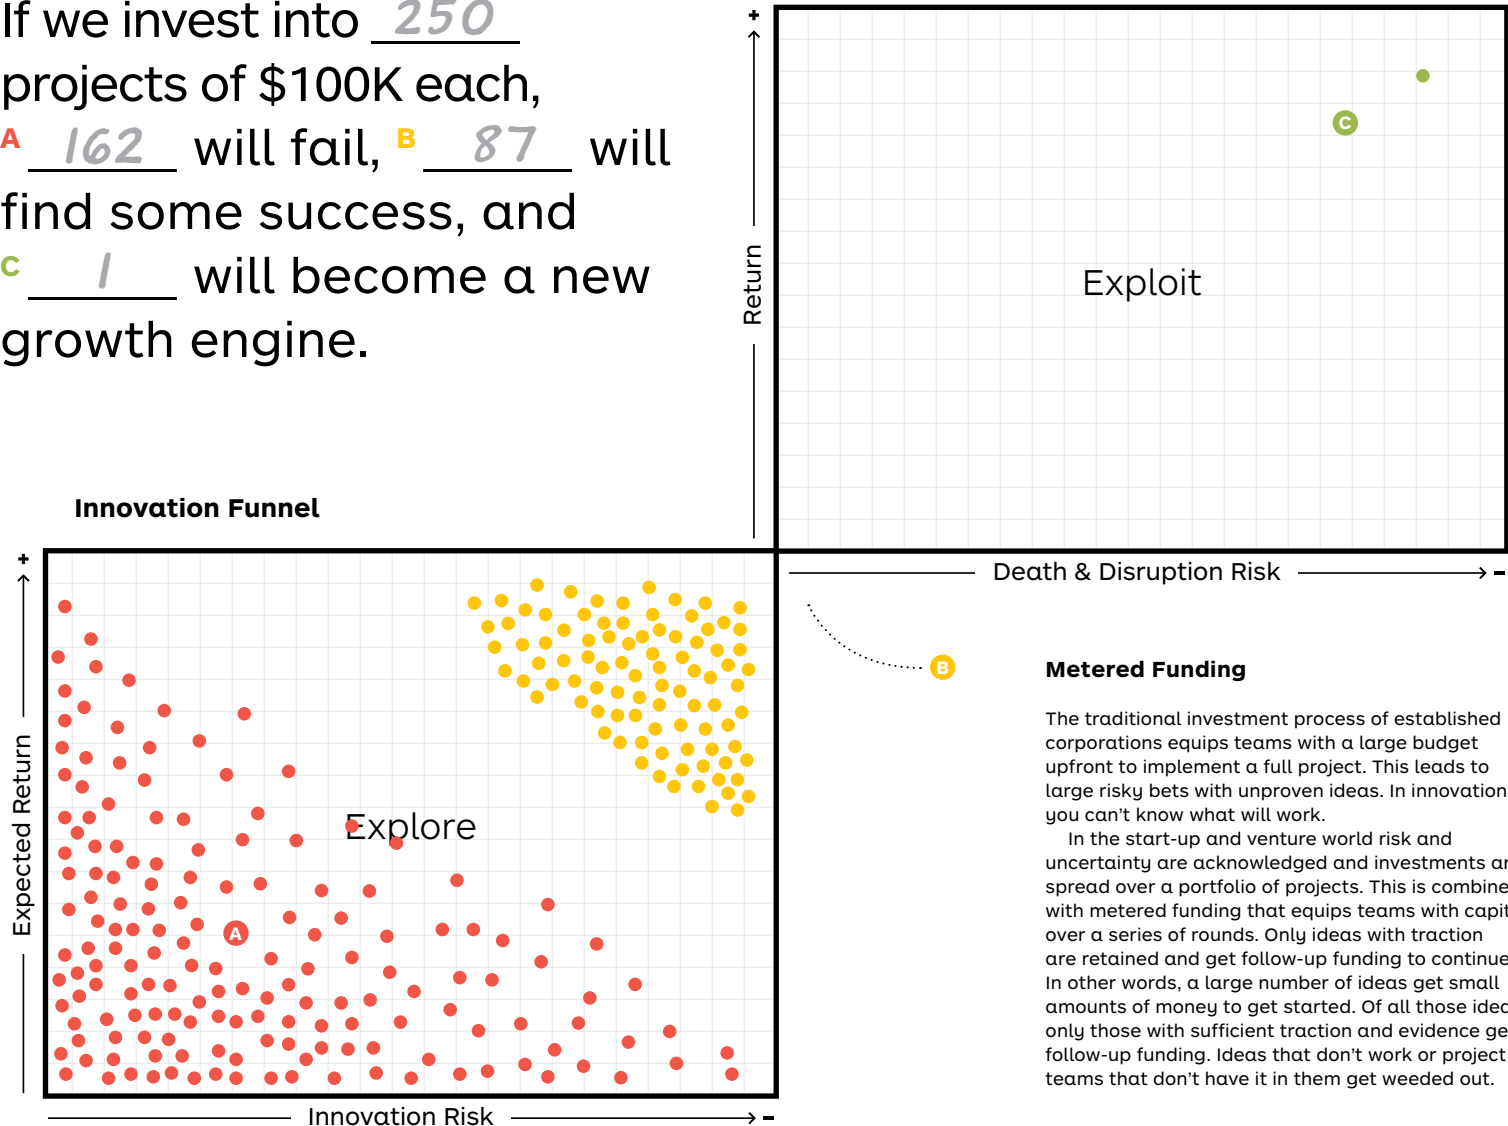 If we invest into 250
projects of $100K each,
A 162 will fail, B 87 will
find some success, and
C 1 will become a new
growth engine.
+
Return
C
Exploit
Death & Disruption Risk
-
Innovation Funnel
+
Expected Return
Explore
A
Innovation Risk
-
B
Metered Funding
The traditional investment process of established
corporations equips teams with a large budget
upfront to implement a full project. This leads to
large risky bets with unproven ideas. In innovation
you can’t know what will work.
In the start-up and venture world risk and
uncertainty are acknowledged and investments
spread over a portfolio of projects. This is
with metered funding that equips teams with
over a series of rounds. Only ideas with traction
are retained and get follow-up funding to continue
In other words, a large number of ideas get small
amounts of money to get started. Of all those
only those with sufficient traction and evidence
follow-up funding. Ideas that don’t work or project
teams that don’t have it in them get weeded out.